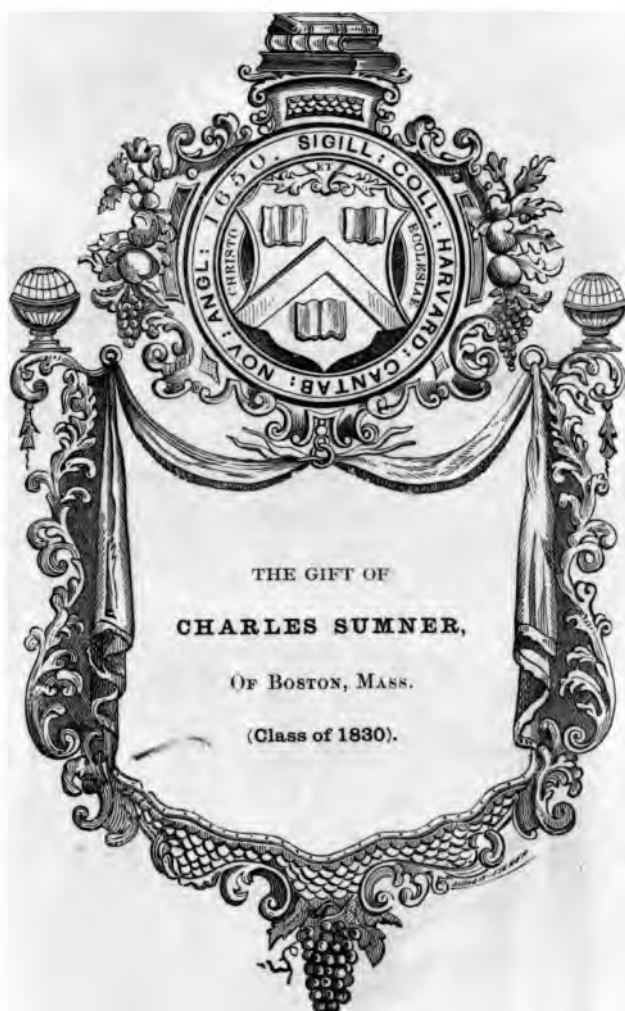 SIGILL: COLL: HARVARD: CANTAB: NOV: ANGL: 1650.
CHRISTO
ET
ECCLESIAE
THE GIFT OF
CHARLES SUMNER,
OF BOSTON, MASS.
(Class of 1830).